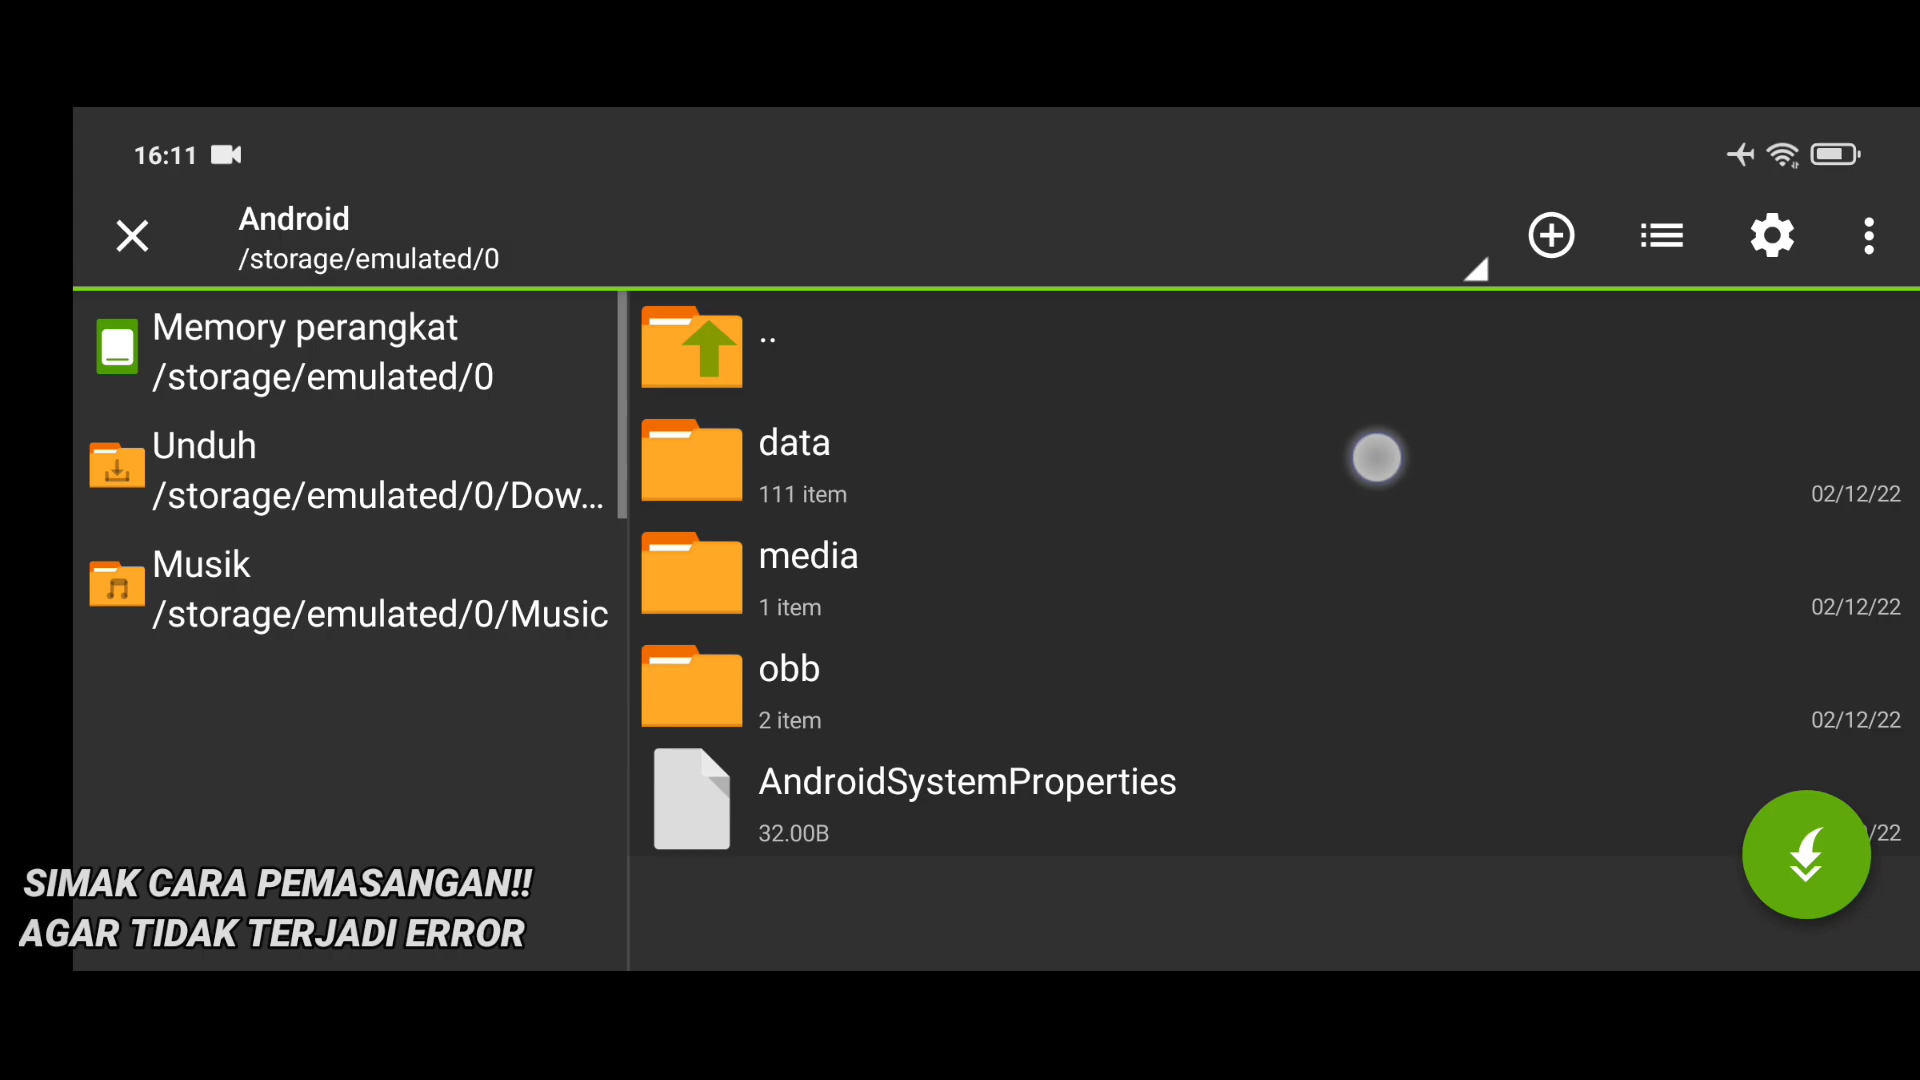 16:11
Android
/storage/emulated/0
Memory perangkat
/storage/emulated/0
Unduh
/storage/emulated/0/Dow...
Musik
/storage/emulated/0/Music
..
data
111 item
02/12/22
media
1 item
02/12/22
obb
2 item
02/12/22
AndroidSystemProperties
32.00B
/22
SIMAK CARA PEMASANGAN!!
AGAR TIDAK TERJADI ERROR